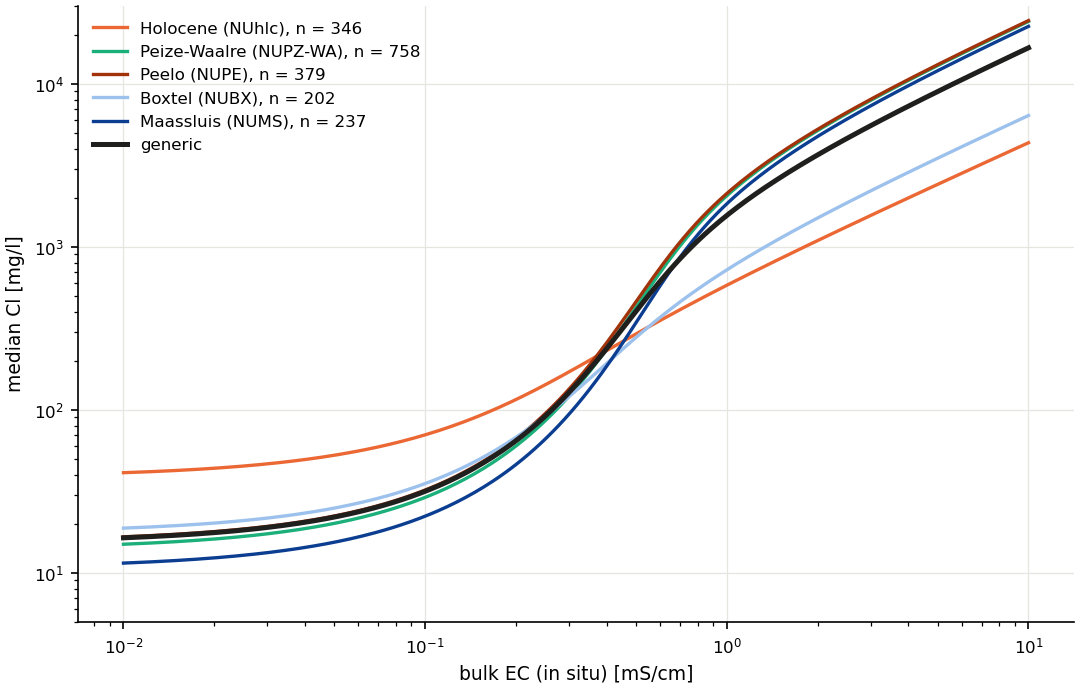 Holocene (NUhlc), n = 346
Peize-Waalre (NUPZ-WA), n = 758
Peelo (NUPE), n = 379
Boxtel (NUBX), n = 202
Maassluis (NUMS), n = 237
generic
median Cl [mg/l]
10⁴
10³
10²
10¹
10⁻² 10⁻¹ 10⁰ 10¹
bulk EC (in situ) [mS/cm]